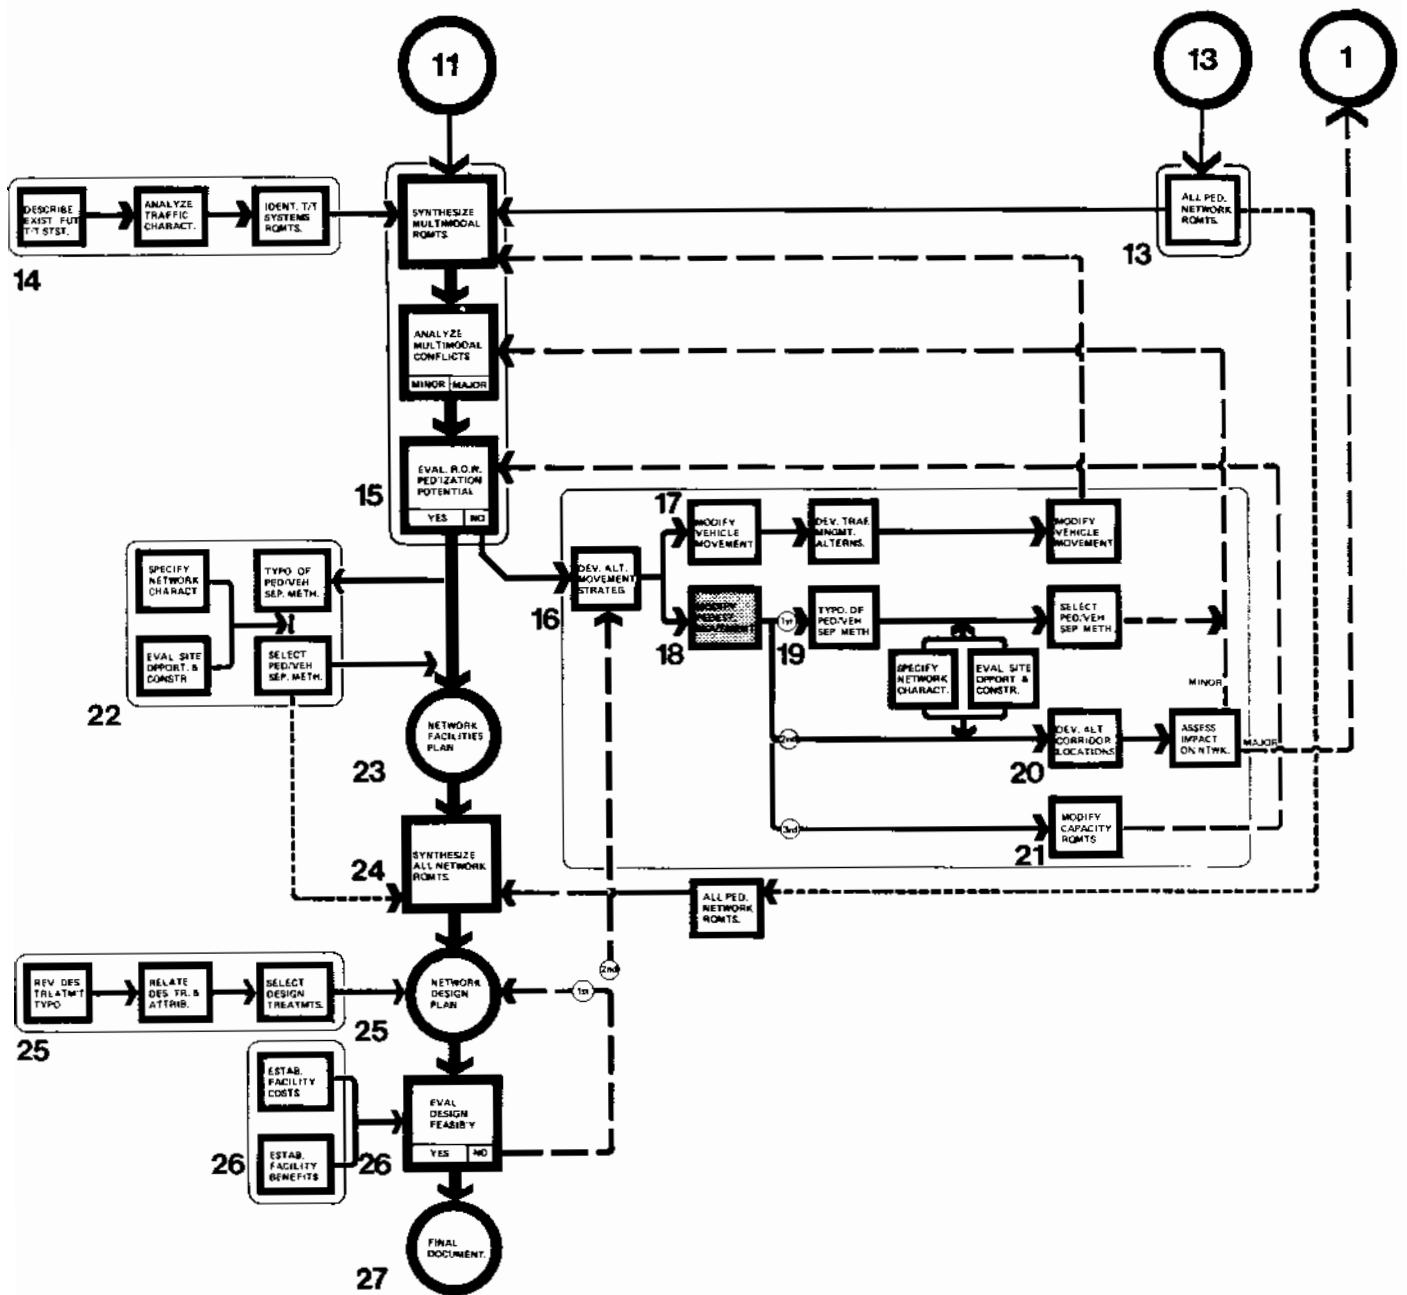 11
13
1
DESCRIBE
EXIST FUT
T/T SYST.
ANALYZE
TRAFFIC
CHARACT.
IDENT. T/T
SYSTEMS
RQMTS.
14
SYNTHESIZE
MULTIMODAL
RQMTS
ALL PED.
NETWORK
RQMTS.
13
ANALYZE
MULTIMODAL
CONFLICTS
MINOR MAJOR
EVAL. R.O.W.
PED'IZATION
POTENTIAL
YES NO
15
17
MODIFY
VEHICLE
MOVEMENT
DEV. TRAF.
MNGMT.
ALTERNS.
MODIFY
VEHICLE
MOVEMENT
DEV. ALT.
MOVEMENT
STRATEG
16
MODIFY
PEDEST.
MOVEMENT
18
1st
19
TYPO. OF
PED/VEH
SEP METH
SELECT
PED/VEH
SEP METH
SPECIFY
NETWORK
CHARACT.
EVAL SITE
OPPORT &
CONSTR.
MINOR
2nd
DEV. ALT
CORRIDOR
LOCATIONS
20
ASSESS
IMPACT
ON NTWK.
MAJOR
3rd
MODIFY
CAPACITY
RQMTS
21
SPECIFY
NETWORK
CHARACT
TYPO OF
PED/VEH
SEP. METH.
EVAL SITE
OPPORT. &
CONSTR
SELECT
PED/VEH
SEP. METH.
22
NETWORK
FACILITIES
PLAN
23
SYNTHESIZE
ALL NETWORK
RQMTS.
24
ALL PED.
NETWORK
RQMTS.
REV DES
TREATM'T
TYPO
RELATE
DES TR. &
ATTRIB.
SELECT
DESIGN
TREATMTS.
25
NETWORK
DESIGN
PLAN
25
1st
2nd
ESTAB.
FACILITY
COSTS
ESTAB.
FACILITY
BENEFITS
26
EVAL
DESIGN
FEASIB'Y
YES NO
26
FINAL
DOCUMENT.
27